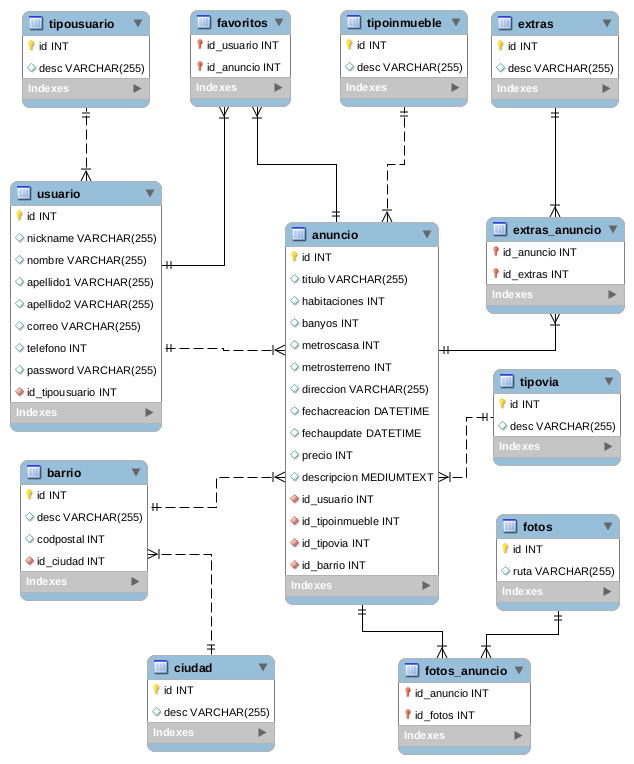 tipousuario
id INT
desc VARCHAR(255)
Indexes
favoritos
id_usuario INT
id_anuncio INT
Indexes
tipoinmueble
id INT
desc VARCHAR(255)
Indexes
extras
id INT
desc VARCHAR(255)
Indexes
usuario
id INT
nickname VARCHAR(255)
nombre VARCHAR(255)
apellido1 VARCHAR(255)
apellido2 VARCHAR(255)
correo VARCHAR(255)
telefono INT
password VARCHAR(255)
id_tipousuario INT
Indexes
anuncio
id INT
titulo VARCHAR(255)
habitaciones INT
banyos INT
metroscasa INT
metrosterreno INT
direccion VARCHAR(255)
fechacreacion DATETIME
fechaupdate DATETIME
precio INT
descripcion MEDIUMTEXT
id_usuario INT
id_tipoinmueble INT
id_tipovia INT
id_barrio INT
Indexes
extras_anuncio
id_anuncio INT
id_extras INT
Indexes
tipovia
id INT
desc VARCHAR(255)
Indexes
barrio
id INT
desc VARCHAR(255)
codpostal INT
id_ciudad INT
Indexes
fotos
id INT
ruta VARCHAR(255)
Indexes
ciudad
id INT
desc VARCHAR(255)
Indexes
fotos_anuncio
id_anuncio INT
id_fotos INT
Indexes